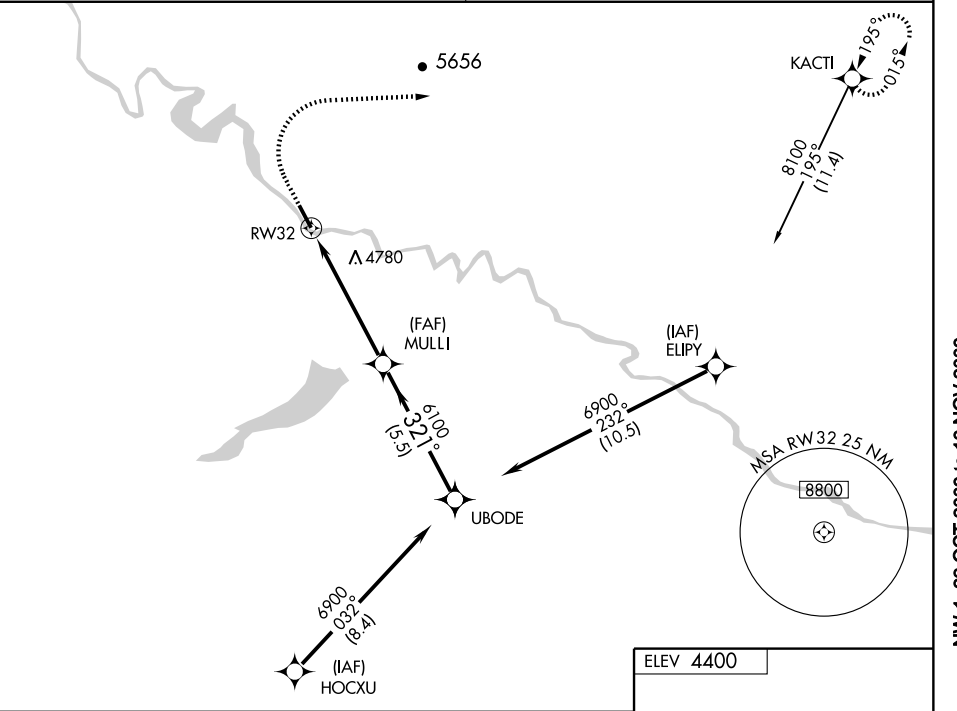 5656
KACTI
195°
015°
8100
195°
(11.4)
RW32
4780
(FAF)
MULLI
(IAF)
ELIPY
6900
232°
(10.5)
6100
321°
(5.5)
MSA RW32 25 NM
8800
UBODE
6900
032°
(8.4)
(IAF)
HOCXU
ELEV 4400